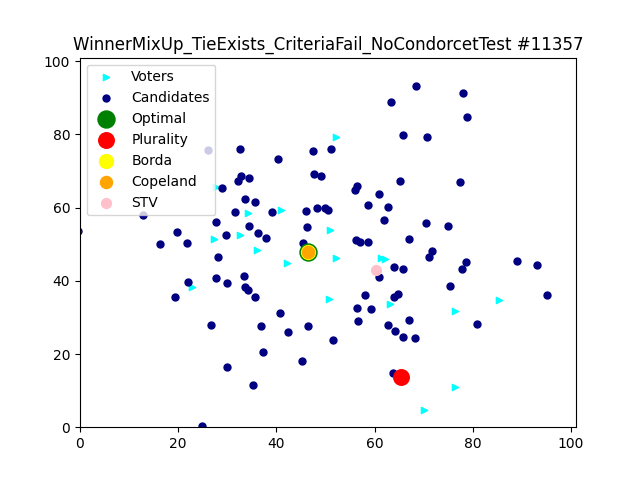 WinnerMixUp_TieExists_CriteriaFail_NoCondorcetTest #11357
100
80
60
40
20
0
0 20 40 60 80 100
Voters
Candidates
Optimal
Plurality
Borda
Copeland
STV